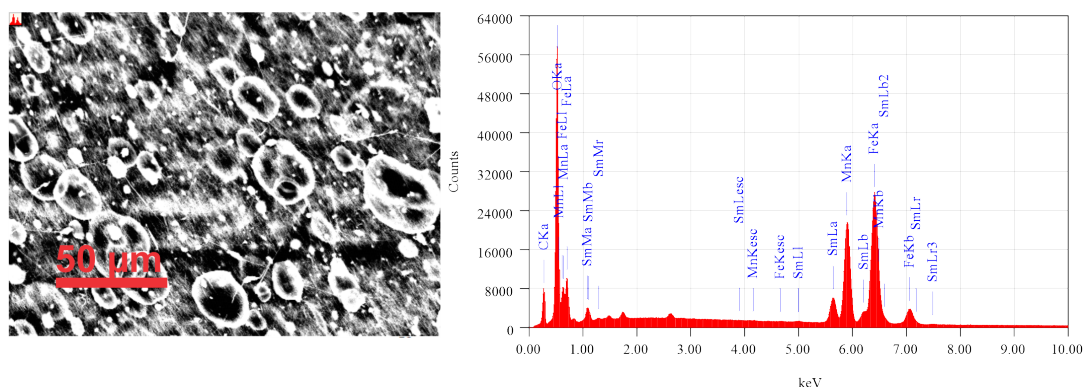 50 µm
Counts
64000
56000
48000
40000
32000
24000
16000
8000
0
CKa
OKa
FeLa
FeLl
MnLa
MnLl
SmMr
SmMb
SmMa
SmLesc
MnKesc
FeKesc
SmLl
SmLa
MnKa
SmLb
FeKa
SmLb2
MnKb
FeKb
SmLr
SmLr3
0.00 1.00 2.00 3.00 4.00 5.00 6.00 7.00 8.00 9.00 10.00
keV